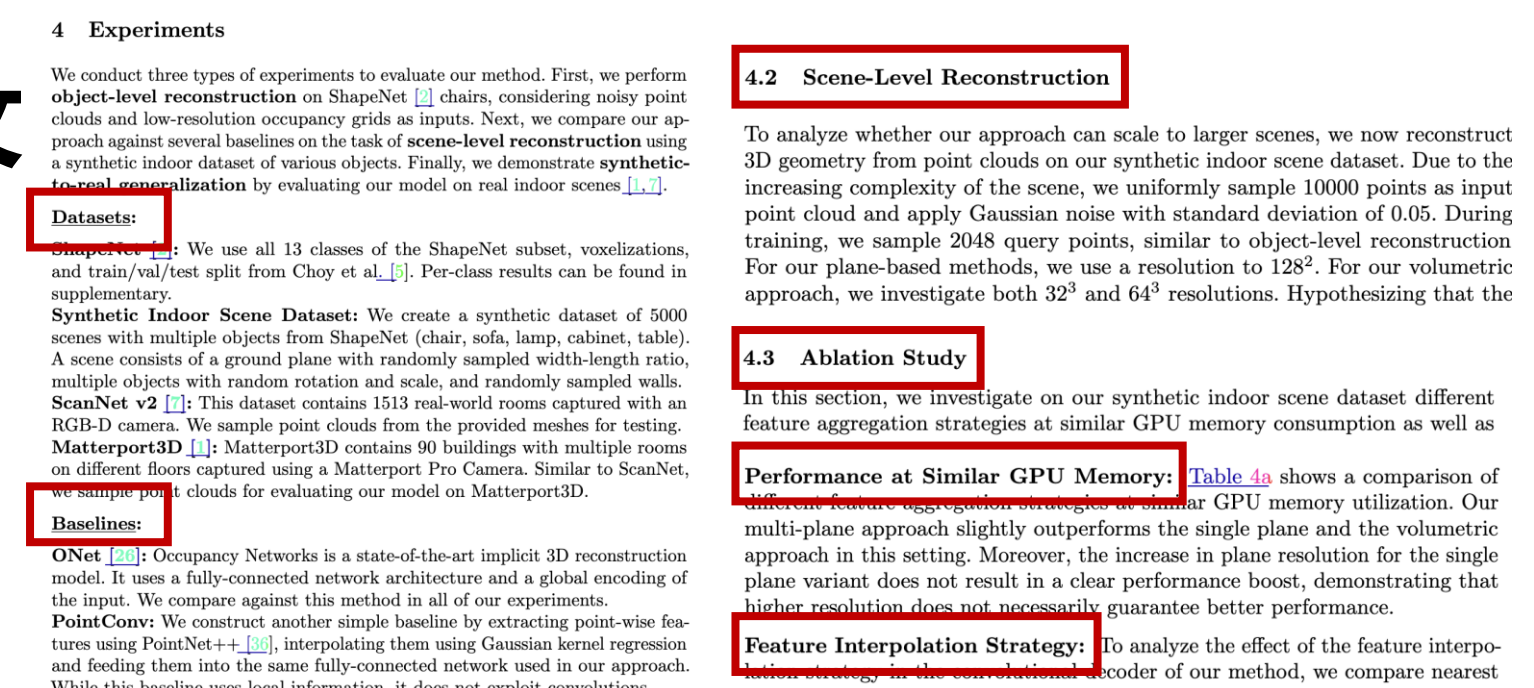 4 Experiments
We conduct three types of experiments to evaluate our method. First, we perform
object-level reconstruction on ShapeNet [2] chairs, considering noisy point
clouds and low-resolution occupancy grids as inputs. Next, we compare our ap-
proach against several baselines on the task of scene-level reconstruction using
a synthetic indoor dataset of various objects. Finally, we demonstrate synthetic-
to-real generalization by evaluating our model on real indoor scenes [1,7].
Datasets:
ShapeNet [2]: We use all 13 classes of the ShapeNet subset, voxelizations,
and train/val/test split from Choy et al. [5]. Per-class results can be found in
supplementary.
Synthetic Indoor Scene Dataset: We create a synthetic dataset of 5000
scenes with multiple objects from ShapeNet (chair, sofa, lamp, cabinet, table).
A scene consists of a ground plane with randomly sampled width-length ratio,
multiple objects with random rotation and scale, and randomly sampled walls.
ScanNet v2 [7]: This dataset contains 1513 real-world rooms captured with an
RGB-D camera. We sample point clouds from the provided meshes for testing.
Matterport3D [1]: Matterport3D contains 90 buildings with multiple rooms
on different floors captured using a Matterport Pro Camera. Similar to ScanNet,
we sample point clouds for evaluating our model on Matterport3D.
Baselines:
ONet [26]: Occupancy Networks is a state-of-the-art implicit 3D reconstruction
model. It uses a fully-connected network architecture and a global encoding of
the input. We compare against this method in all of our experiments.
PointConv: We construct another simple baseline by extracting point-wise fea-
tures using PointNet++ [36], interpolating them using Gaussian kernel regression
and feeding them into the same fully-connected network used in our approach.
While this baseline uses local information, it does not exploit convolutions.
4.2 Scene-Level Reconstruction
To analyze whether our approach can scale to larger scenes, we now reconstruct
3D geometry from point clouds on our synthetic indoor scene dataset. Due to the
increasing complexity of the scene, we uniformly sample 10000 points as input
point cloud and apply Gaussian noise with standard deviation of 0.05. During
training, we sample 2048 query points, similar to object-level reconstruction
For our plane-based methods, we use a resolution to 128². For our volumetric
approach, we investigate both 32³ and 64³ resolutions. Hypothesizing that the
4.3 Ablation Study
In this section, we investigate on our synthetic indoor scene dataset different
feature aggregation strategies at similar GPU memory consumption as well as
Performance at Similar GPU Memory: Table 4a shows a comparison of
different feature aggregation strategies at similar GPU memory utilization. Our
multi-plane approach slightly outperforms the single plane and the volumetric
approach in this setting. Moreover, the increase in plane resolution for the single
plane variant does not result in a clear performance boost, demonstrating that
higher resolution does not necessarily guarantee better performance.
Feature Interpolation Strategy: To analyze the effect of the feature interpo-
lation strategy in the convolutional decoder of our method, we compare nearest